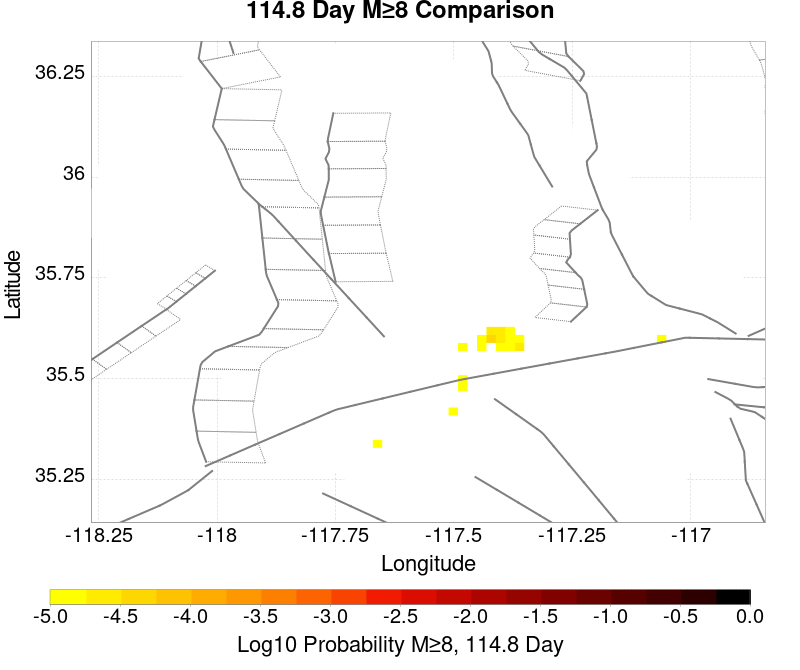 114.8 Day M≥8 Comparison
36.25
36
35.75
35.5
35.25
Latitude
-118.25 -118 -117.75 -117.5 -117.25 -117
Longitude
-5.0 -4.5 -4.0 -3.5 -3.0 -2.5 -2.0 -1.5 -1.0 -0.5 0.0
Log10 Probability M≥8, 114.8 Day